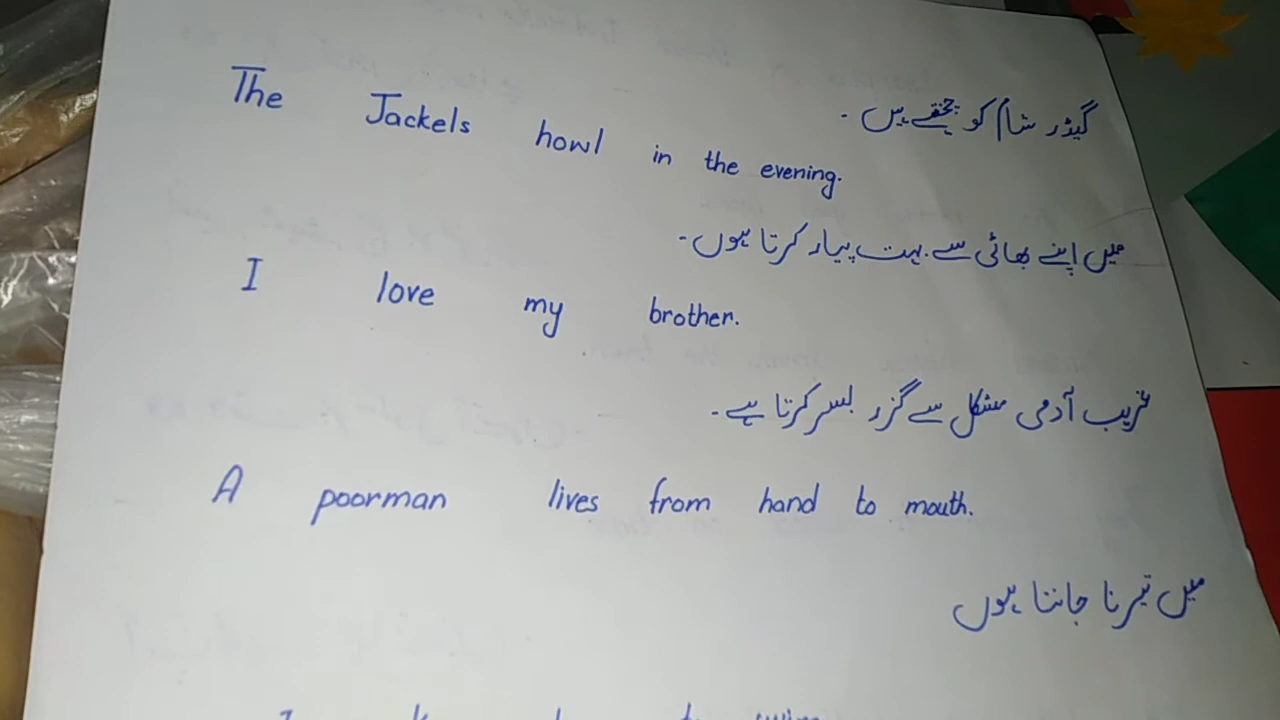 گیڈر شام کو چیختے ہیں ۔
The Jackels howl in the evening.
میں اپنے بھائی سے بہت پیار کرتا ہوں ۔
I love my brother.
غریب آدمی مشکل سے گزر بسر کرتا ہے ۔
A poorman lives from hand to mouth.
میں تیرنا جانتا ہوں
I